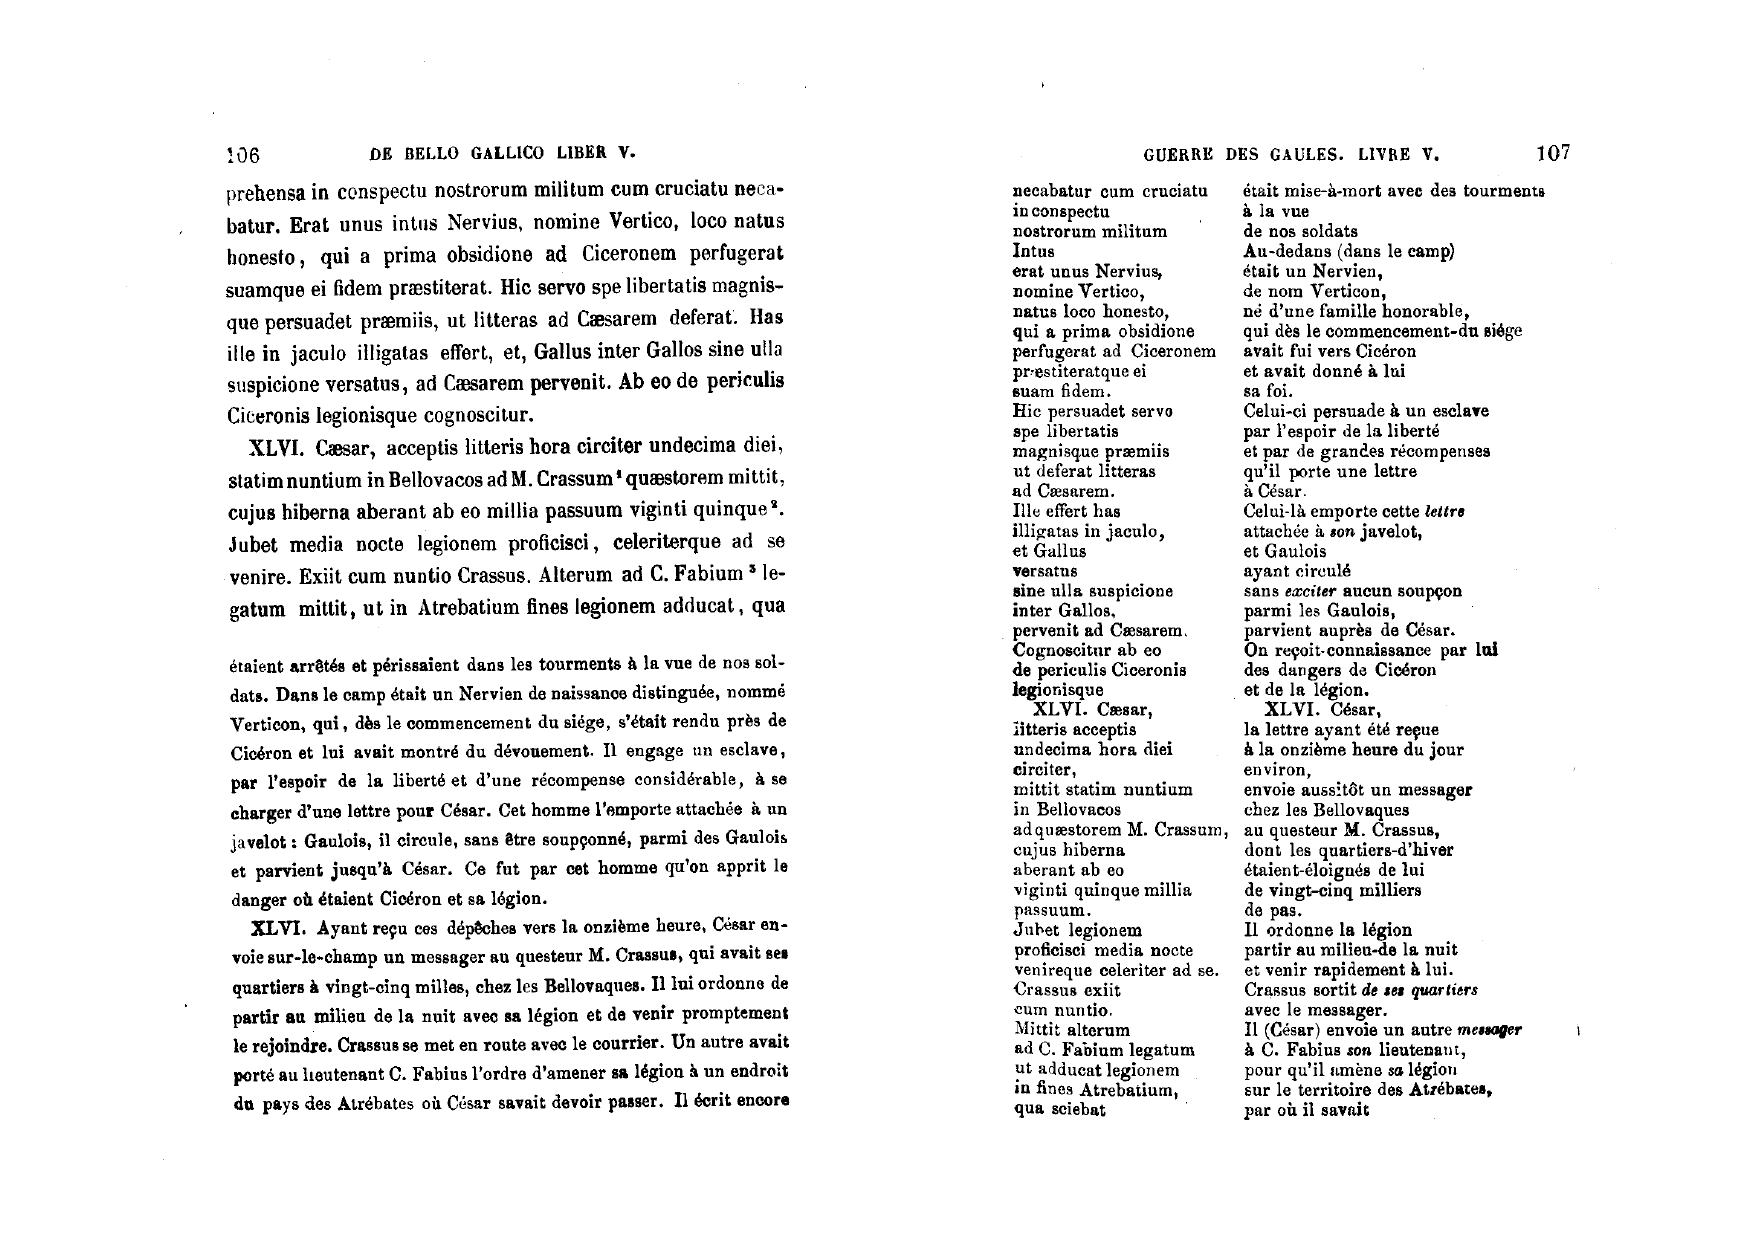 106 DE BELLO GALLICO LIBER V.
prehensa in conspectu nostrorum militum cum cruciatu neca-
batur. Erat unus intus Nervius, nomine Vertico, loco natus
honesto, qui a prima obsidione ad Ciceronem perfugerat
suamque ei fidem præstiterat. Hic servo spe libertatis magnis-
que persuadet præmiis, ut litteras ad Cæsarem deferat. Has
ille in jaculo illigatas effert, et, Gallus inter Gallos sine ulla
suspicione versatus, ad Cæsarem pervenit. Ab eo de periculis
Ciceronis legionisque cognoscitur.
XLVI. Cæsar, acceptis litteris hora circiter undecima diei,
statim nuntium in Bellovacos ad M. Crassum¹ quæstorem mittit,
cujus hiberna aberant ab eo millia passuum viginti quinque².
Jubet media nocte legionem proficisci, celeriterque ad se
venire. Exiit cum nuntio Crassus. Alterum ad C. Fabium³ le-
gatum mittit, ut in Atrebatium fines legionem adducat, qua
étaient arrêtés et périssaient dans les tourments à la vue de nos sol-
dats. Dans le camp était un Nervien de naissance distinguée, nommé
Verticon, qui, dès le commencement du siége, s'était rendu près de
Cicéron et lui avait montré du dévouement. Il engage un esclave,
par l'espoir de la liberté et d'une récompense considérable, à se
charger d'une lettre pour César. Cet homme l'emporte attachée à un
javelot : Gaulois, il circule, sans être soupçonné, parmi des Gaulois
et parvient jusqu'à César. Ce fut par cet homme qu'on apprit le
danger où étaient Cicéron et sa légion.
XLVI. Ayant reçu ces dépêches vers la onzième heure, César en-
voie sur-le-champ un messager au questeur M. Crassus, qui avait ses
quartiers à vingt-cinq milles, chez les Bellovaques. Il lui ordonne de
partir au milieu de la nuit avec sa légion et de venir promptement
le rejoindre. Crassus se met en route avec le courrier. Un autre avait
porté au lieutenant C. Fabius l'ordre d'amener sa légion à un endroit
du pays des Atrébates où César savait devoir passer. Il écrit encore
GUERRE DES GAULES. LIVRE V. 107
necabatur cum cruciatu
in conspectu
nostrorum militum
Intus
erat unus Nervius,
nomine Vertico,
natus loco honesto,
qui a prima obsidione
perfugerat ad Ciceronem
præstiteratque ei
suam fidem.
Hic persuadet servo
spe libertatis
magnisque præmiis
ut deferat litteras
ad Cæsarem.
Ille effert has
illigatas in jaculo,
et Gallus
versatus
sine ulla suspicione
inter Gallos,
pervenit ad Cæsarem.
Cognoscitur ab eo
de periculis Ciceronis
legionisque
XLVI. Cæsar,
litteris acceptis
undecima hora diei
circiter,
mittit statim nuntium
in Bellovacos
ad quæstorem M. Crassum,
cujus hiberna
aberant ab eo
viginti quinque millia
passuum.
Jubet legionem
proficisci media nocte
venireque celeriter ad se.
Crassus exiit
cum nuntio.
Mittit alterum
ad C. Fabium legatum
ut adducat legionem
in fines Atrebatium,
qua sciebat
était mise-à-mort avec des tourments
à la vue
de nos soldats
Au-dedans (dans le camp)
était un Nervien,
de nom Verticon,
né d'une famille honorable,
qui dès le commencement-du siége
avait fui vers Cicéron
et avait donné à lui
sa foi.
Celui-ci persuade à un esclave
par l'espoir de la liberté
et par de grandes récompenses
qu'il porte une lettre
à César.
Celui-là emporte cette lettre
attachée à son javelot,
et Gaulois
ayant circulé
sans exciter aucun soupçon
parmi les Gaulois,
parvient auprès de César.
On reçoit-connaissance par lui
des dangers de Cicéron
et de la légion.
XLVI. César,
la lettre ayant été reçue
à la onzième heure du jour
environ,
envoie aussitôt un messager
chez les Bellovaques
au questeur M. Crassus,
dont les quartiers-d'hiver
étaient-éloignés de lui
de vingt-cinq milliers
de pas.
Il ordonne la légion
partir au milieu-de la nuit
et venir rapidement à lui.
Crassus sortit de ses quartiers
avec le messager.
Il (César) envoie un autre messager
à C. Fabius son lieutenant,
pour qu'il amène sa légion
sur le territoire des Atrébates,
par où il savait